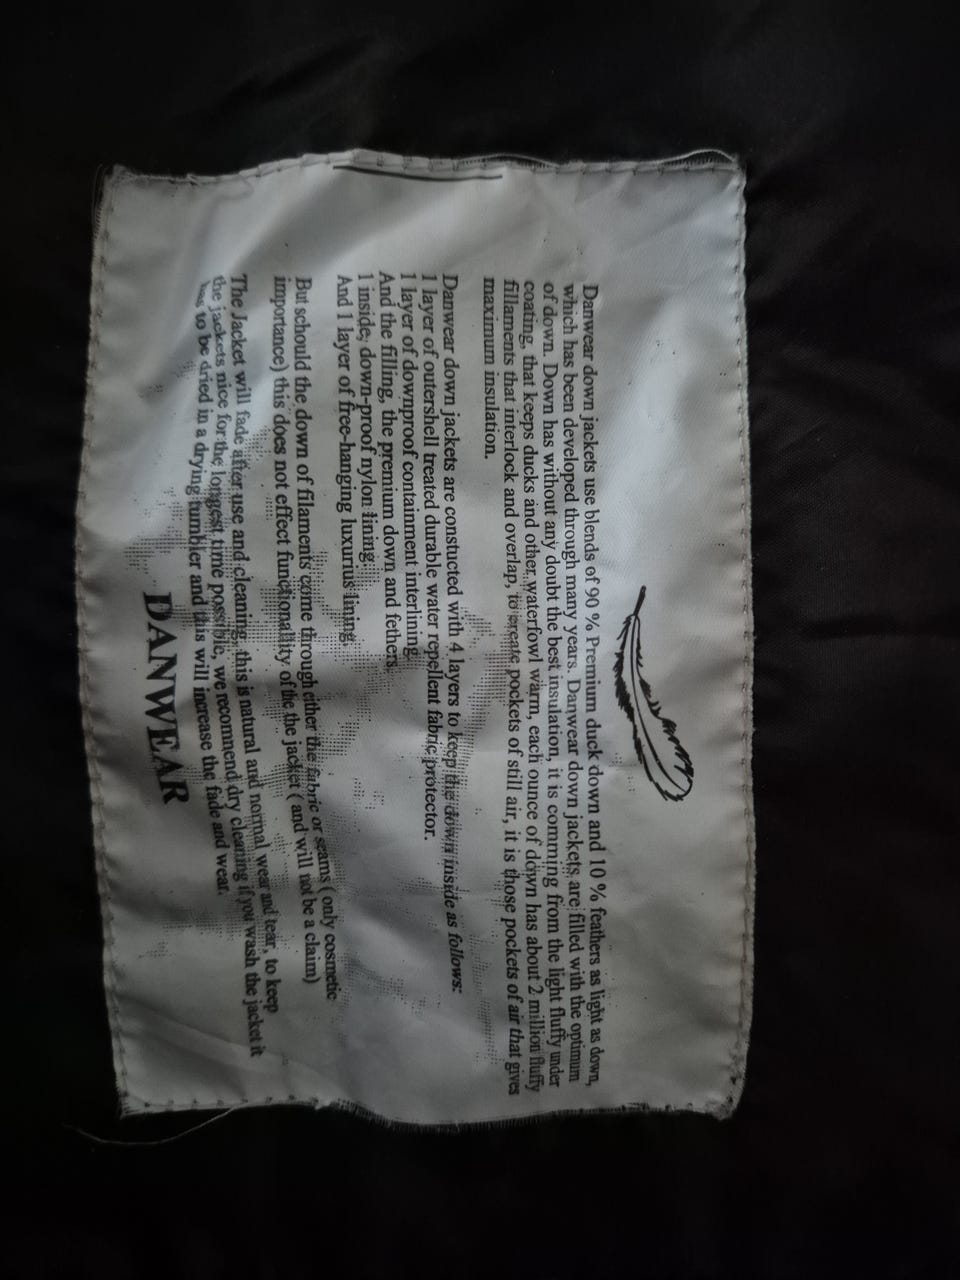 Danwear down jackets use blends of 90 % Premium duck down and 10 % feathers as light as down,
which has been developed through many years. Danwear down jackets are filled with the optimum
of down. Down has without any doubt the best insulation, it is comming from the light fluffy under
coating, that keeps ducks and other waterfowl warm, each ounce of down has about 2 million fluffy
fillaments that interlock and overlap, to create pockets of still air, it is those pockets of air that gives
maximum insulation.
Danwear down jackets are constucted with 4 layers to keep the down inside as follows:
1 layer of outershell treated durable water repellent fabric protector.
1 layer of downproof containment interlining.
And the filling, the premium down and fethers.
1 inside; down-proof nylon lining.
And 1 layer of free-hanging luxurius lining.
But schould the down of filaments come through either the fabric or seams ( only cosmetic
importance) this does not effect functionallity of the the jacket ( and will not be a claim)
The Jacket will fade after use and cleaning, this is natural and normal wear and tear, to keep
the jackets nice for the longest time possible, we recomnend dry cleaning if you wash the jacket it
has to be dried in a drying tumbler and this will increase the fade and wear.
DANWEAR